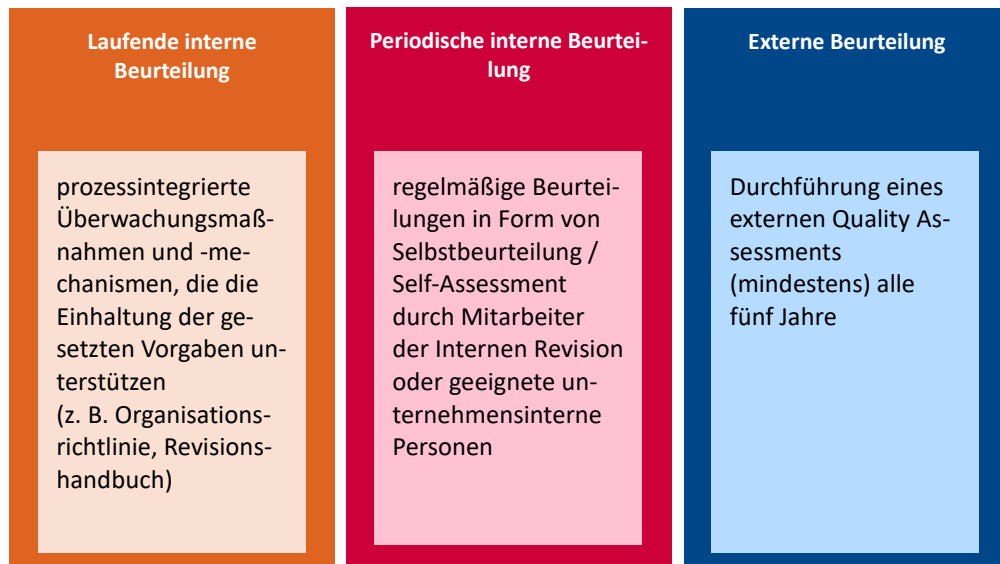 Laufende interne
Beurteilung
prozessintegrierte
Überwachungsmaß-
nahmen und -me-
chanismen, die die
Einhaltung der ge-
setzten Vorgaben un-
terstützen
(z. B. Organisations-
richtlinie, Revisions-
handbuch)
Periodische interne Beurtei-
lung
regelmäßige Beurtei-
lungen in Form von
Selbstbeurteilung /
Self-Assessment
durch Mitarbeiter
der Internen Revision
oder geeignete un-
ternehmensinterne
Personen
Externe Beurteilung
Durchführung eines
externen Quality As-
sessments
(mindestens) alle
fünf Jahre